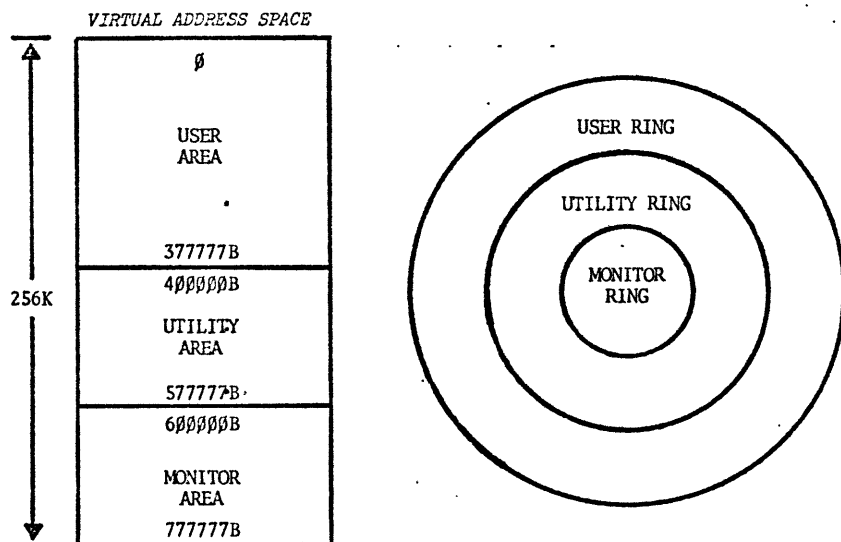 VIRTUAL ADDRESS SPACE
Ø
USER
AREA
377777B
4ØØØØØB
256K
UTILITY
AREA
577777B
6ØØØØØB
MONITOR
AREA
777777B
USER RING
UTILITY RING
MONITOR
RING